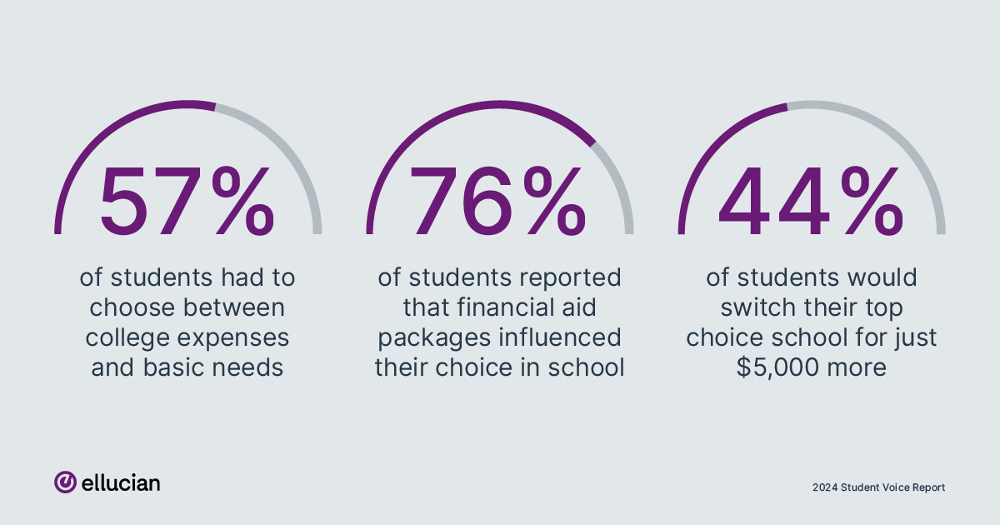 57%
of students had to
choose between
college expenses
and basic needs
76%
of students reported
that financial aid
packages influenced
their choice in school
44%
of students would
switch their top
choice school for just
$5,000 more
ellucian
2024 Student Voice Report